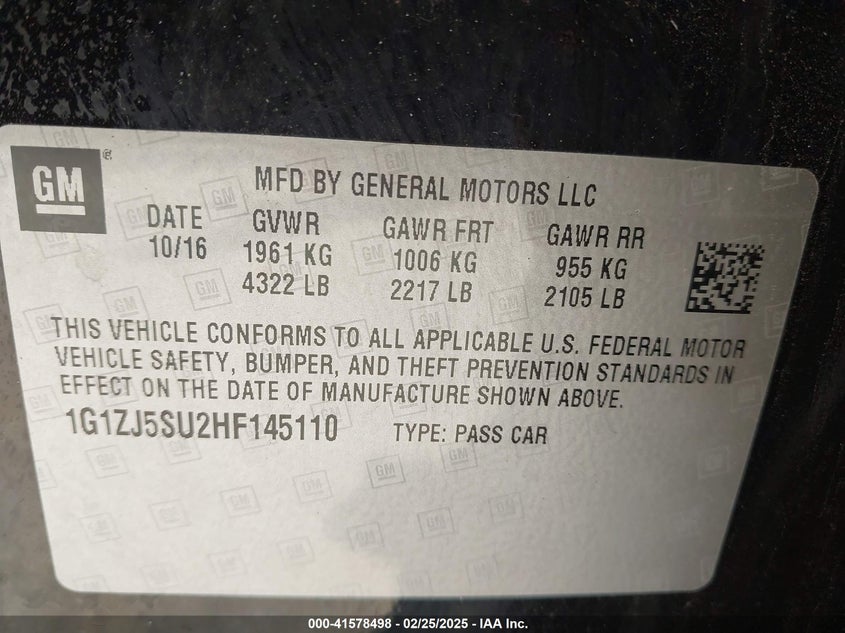 GM
MFD BY GENERAL MOTORS LLC
DATE GVWR GAWR FRT GAWR RR
10/16 1961 KG 1006 KG 955 KG
4322 LB 2217 LB 2105 LB
THIS VEHICLE CONFORMS TO ALL APPLICABLE U.S. FEDERAL MOTOR
VEHICLE SAFETY, BUMPER, AND THEFT PREVENTION STANDARDS IN
EFFECT ON THE DATE OF MANUFACTURE SHOWN ABOVE.
1G1ZJ5SU2HF145110 TYPE: PASS CAR
000-41578498 - 02/25/2025 - IAA Inc.